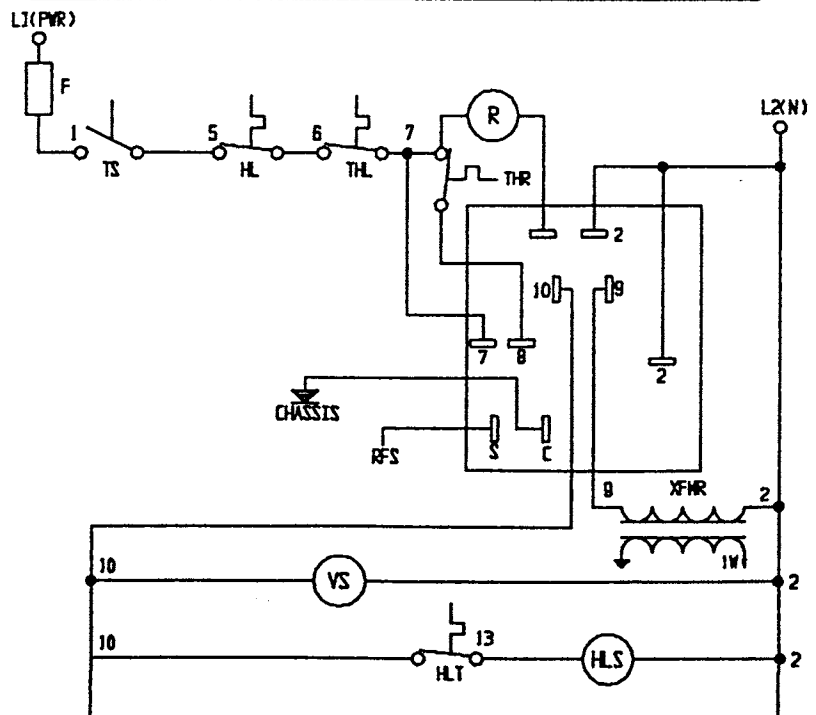 L1(PWR)
F
R
L2(N)
1
5
6
7
TS
HL
THL
THR
2
10
9
7
8
2
CHASSIS
RFS
S
C
9
XFMR
2
IW
10
VS
2
10
13
HLT
HLS
2